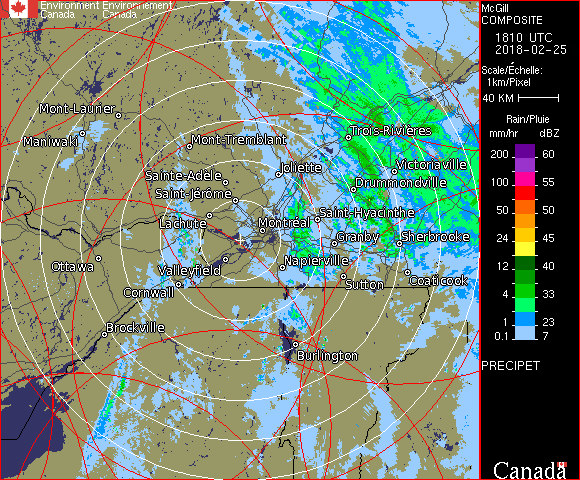 Environment Environnement
Canada Canada
McGill
COMPOSITE
1810 UTC
2018-02-25
Scale/Échelle:
1km/Pixel
40 KM
Rain/Pluie
mm/hr dBZ
200 60
100 55
50 50
24 45
12 40
4 33
1 23
0.1 7
PRECIPET
Canada
Mont-Laurier
Maniwaki
Mont-Tremblant
Trois-Rivières
Joliette
Victoriaville
Sainte-Adèle
Drummondville
Saint-Jérôme
Lachute
Montréal
Saint-Hyacinthe
Granby
Sherbrooke
Ottawa
Valleyfield
Napierville
Cornwall
Sutton
Coaticook
Brockville
Burlington